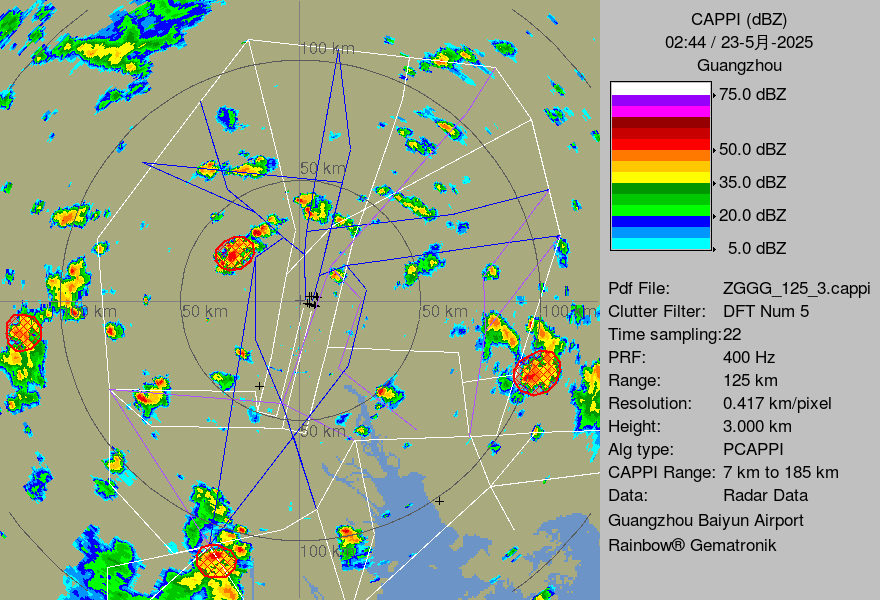 CAPPI (dBZ)
02:44 / 23-5月-2025
Guangzhou
75.0 dBZ
50.0 dBZ
35.0 dBZ
20.0 dBZ
5.0 dBZ
Pdf File: ZGGG_125_3.cappi
Clutter Filter: DFT Num 5
Time sampling:22
PRF: 400 Hz
Range: 125 km
Resolution: 0.417 km/pixel
Height: 3.000 km
Alg type: PCAPPI
CAPPI Range: 7 km to 185 km
Data: Radar Data
Guangzhou Baiyun Airport
Rainbow® Gematronik
100 km
50 km
100 km
50 km
50 km
100 km
50 km
100 km